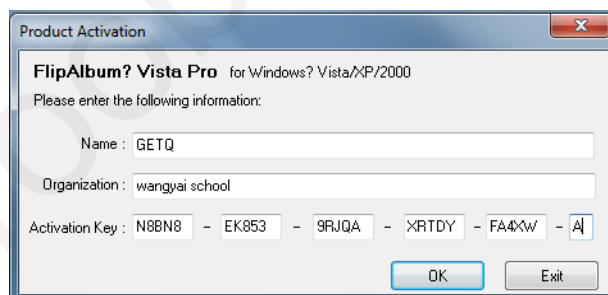 Product Activation
FlipAlbum? Vista Pro for Windows? Vista/XP/2000
Please enter the following information:
Name : GETQ
Organization : wangyai school
Activation Key : N8BN8 - EK853 - 9RJQA - XRTDY - FA4XW - A
OK Exit